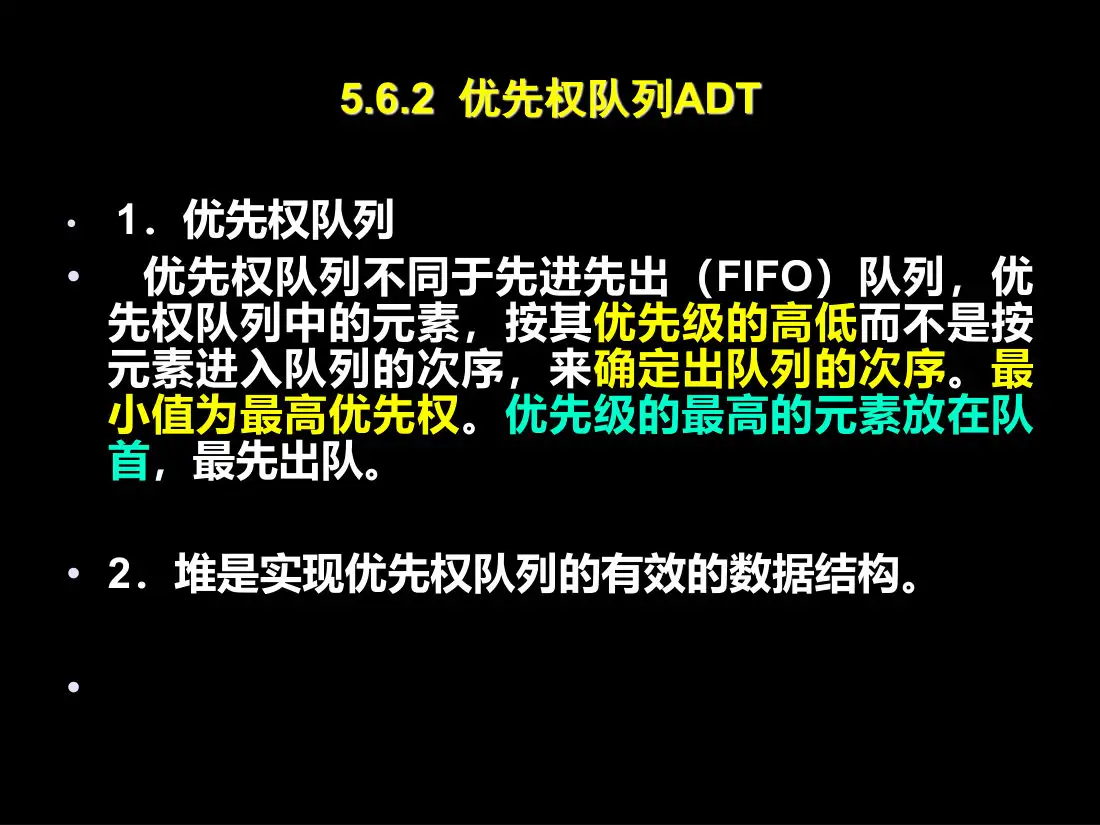 5.6.2 优先权队列ADT
• 1．优先权队列
• 优先权队列不同于先进先出（FIFO）队列，优
先权队列中的元素，按其优先级的高低而不是按
元素进入队列的次序，来确定出队列的次序。最
小值为最高优先权。优先级的最高的元素放在队
首，最先出队。
• 2．堆是实现优先权队列的有效的数据结构。
•